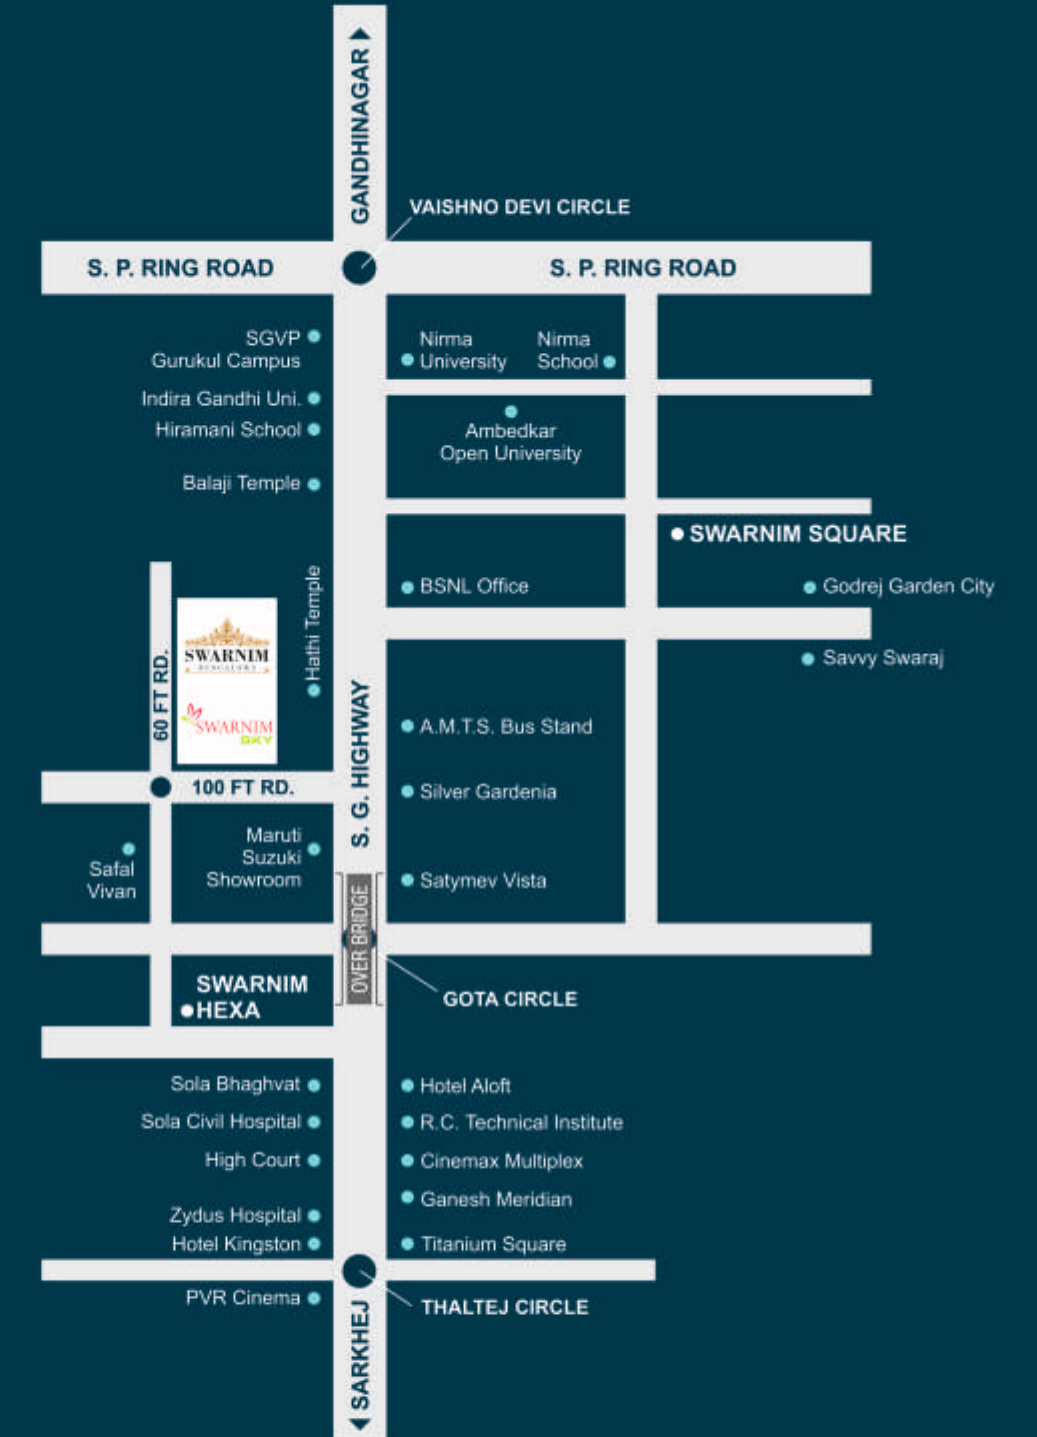 GANDHINAGAR
VAISHNO DEVI CIRCLE
S. P. RING ROAD
S. P. RING ROAD
SGVP
Gurukul Campus
Nirma
University
Nirma
School
Indira Gandhi Uni.
Hiramani School
Ambedkar
Open University
Balaji Temple
SWARNIM SQUARE
Hathi Temple
BSNL Office
Godrej Garden City
60 FT RD.
SWARNIM
SWARNIM
SKY
Savvy Swaraj
S. G. HIGHWAY
A.M.T.S. Bus Stand
100 FT RD.
Silver Gardenia
Safal
Vivan
Maruti
Suzuki
Showroom
Satymev Vista
OVER BRIDGE
SWARNIM
HEXA
GOTA CIRCLE
Sola Bhaghvat
Hotel Aloft
Sola Civil Hospital
R.C. Technical Institute
High Court
Cinemax Multiplex
Ganesh Meridian
Zydus Hospital
Hotel Kingston
Titanium Square
PVR Cinema
THALTEJ CIRCLE
SARKHEJ